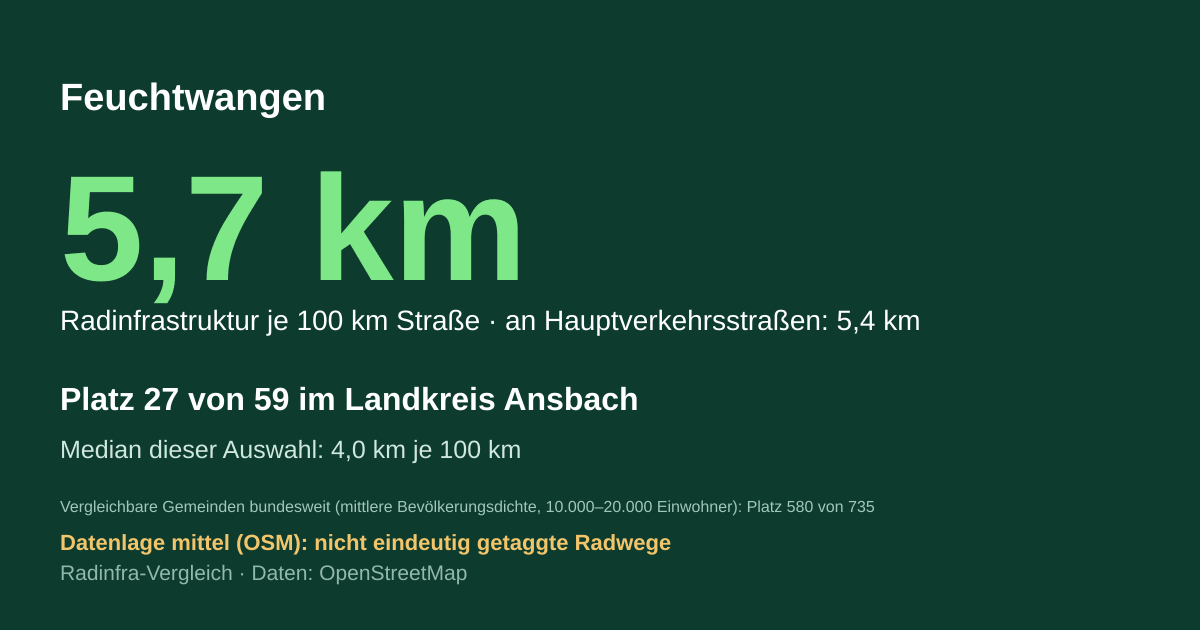 Feuchtwangen
5,7 km
Radinfrastruktur je 100 km Straße · an Hauptverkehrsstraßen: 5,4 km
Platz 27 von 59 im Landkreis Ansbach
Median dieser Auswahl: 4,0 km je 100 km
Vergleichbare Gemeinden bundesweit (mittlere Bevölkerungsdichte, 10.000–20.000 Einwohner): Platz 580 von 735
Datenlage mittel (OSM): nicht eindeutig getaggte Radwege
Radinfra-Vergleich · Daten: OpenStreetMap